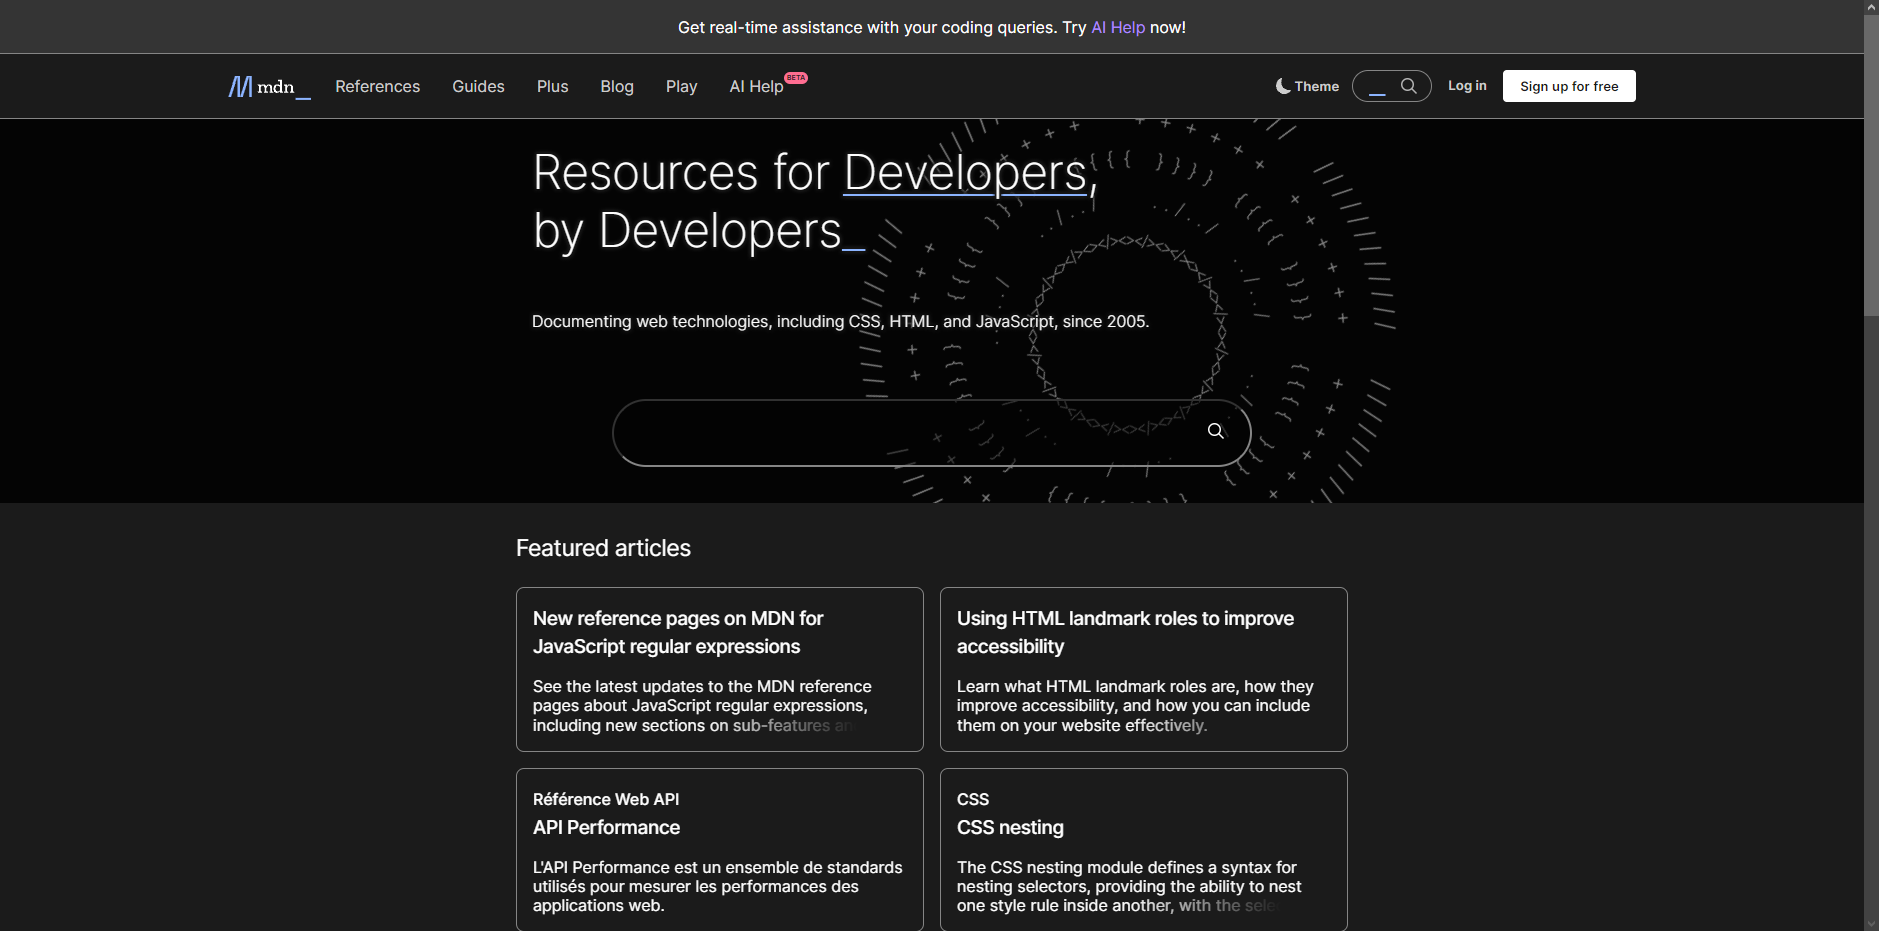 Get real-time assistance with your coding queries. Try AI Help now!
mdn_ References Guides Plus Blog Play AI Help BETA Theme Log in Sign up for free
Resources for Developers,
by Developers_
Documenting web technologies, including CSS, HTML, and JavaScript, since 2005.
Featured articles
New reference pages on MDN for
JavaScript regular expressions
See the latest updates to the MDN reference
pages about JavaScript regular expressions,
including new sections on sub-features
Using HTML landmark roles to improve
accessibility
Learn what HTML landmark roles are, how they
improve accessibility, and how you can include
them on your website effectively.
Référence Web API
API Performance
L'API Performance est un ensemble de standards
utilisés pour mesurer les performances des
applications web.
CSS
CSS nesting
The CSS nesting module defines a syntax for
nesting selectors, providing the ability to nest
one style rule inside another, with the